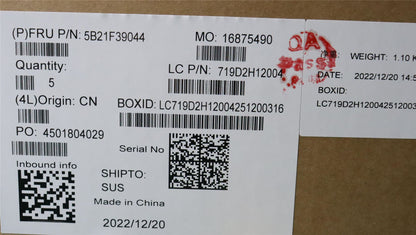 (P)FRU P/N: 5B21F39044
MO: 16875490
Quantity:
5
LC P/N: 719D2H12004
(4L)Origin: CN
BOXID: LC719D2H12004251200316
PO: 4501804029
Serial No
Inbound info
SHIPTO:
SUS
Made in China
2022/12/20
QA
Pass
WEIGHT: 1.10 K
DATE: 2022/12/20 14:5
BOXID:
LC719D2H12004251200316